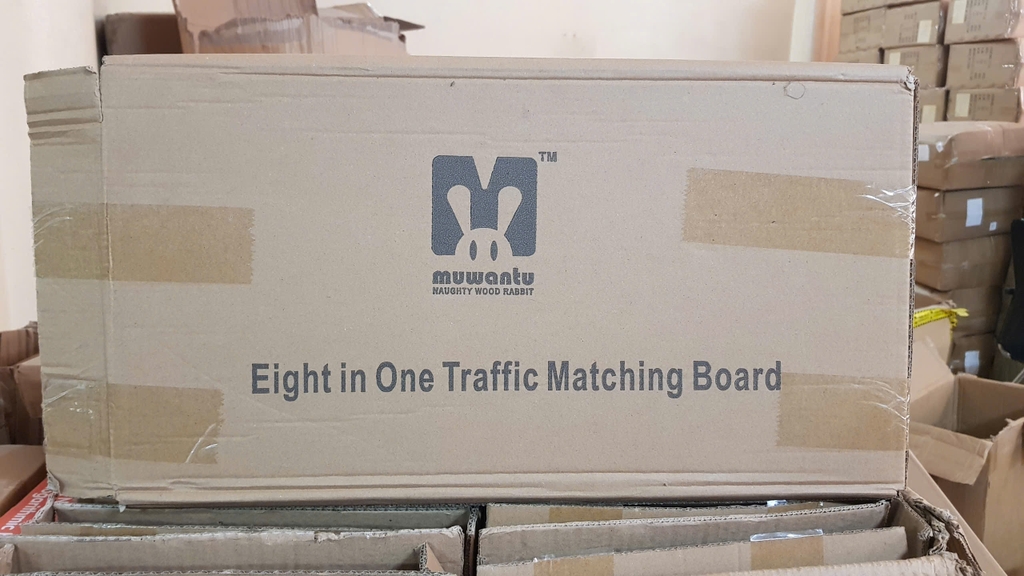 TM
muwantu
NAUGHTY WOOD RABBIT
Eight in One Traffic Matching Board